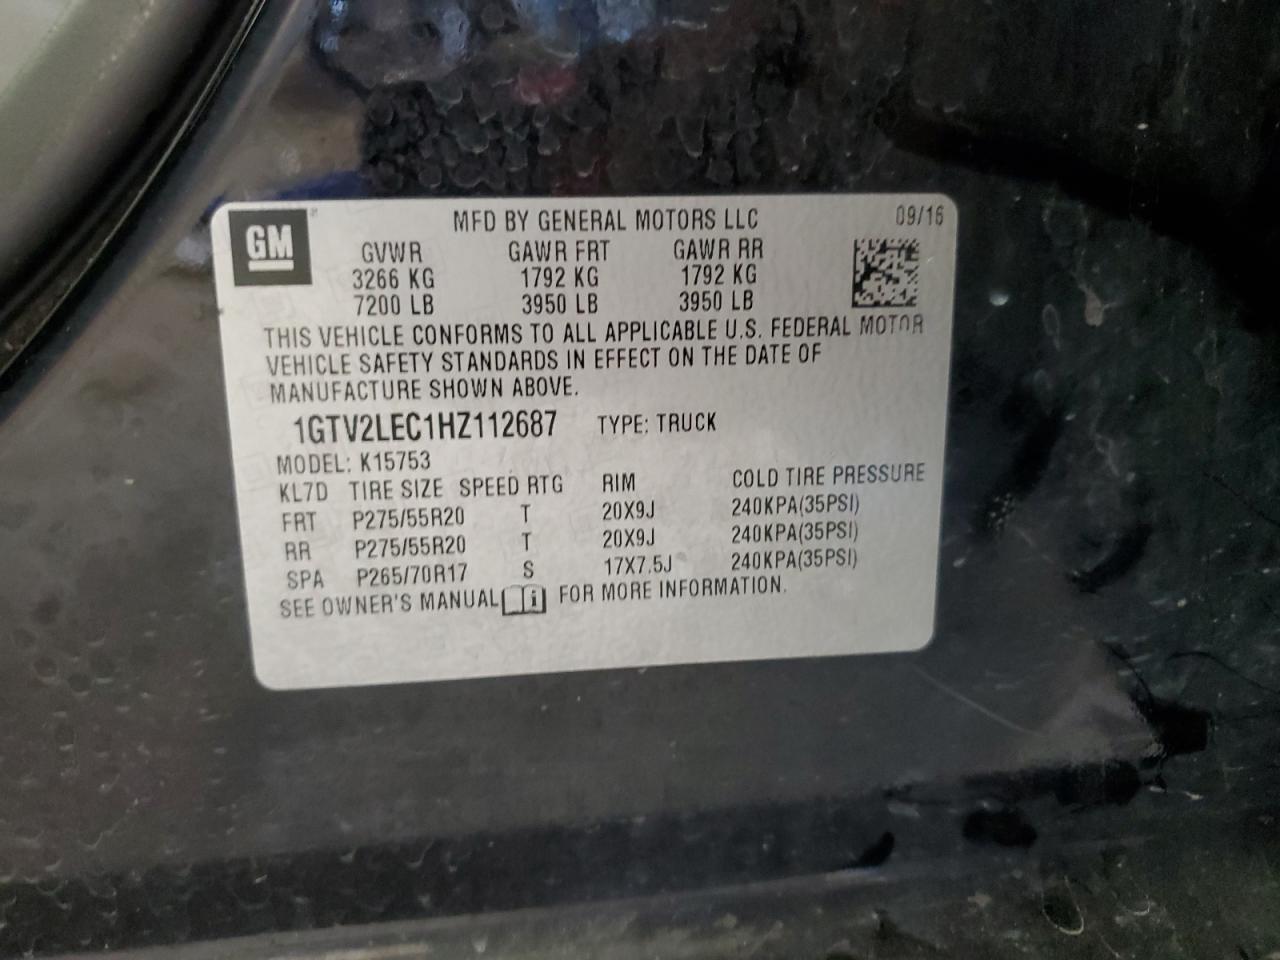 GM MFD BY GENERAL MOTORS LLC 09/16
GVWR GAWR FRT GAWR RR
3266 KG 1792 KG 1792 KG
7200 LB 3950 LB 3950 LB
THIS VEHICLE CONFORMS TO ALL APPLICABLE U.S. FEDERAL MOTOR
VEHICLE SAFETY STANDARDS IN EFFECT ON THE DATE OF
MANUFACTURE SHOWN ABOVE.
1GTV2LEC1HZ112687 TYPE: TRUCK
MODEL: K15753
KL7D TIRE SIZE SPEED RTG RIM COLD TIRE PRESSURE
FRT P275/55R20 T 20X9J 240KPA(35PSI)
RR P275/55R20 T 20X9J 240KPA(35PSI)
SPA P265/70R17 S 17X7.5J 240KPA(35PSI)
SEE OWNER'S MANUAL i FOR MORE INFORMATION.